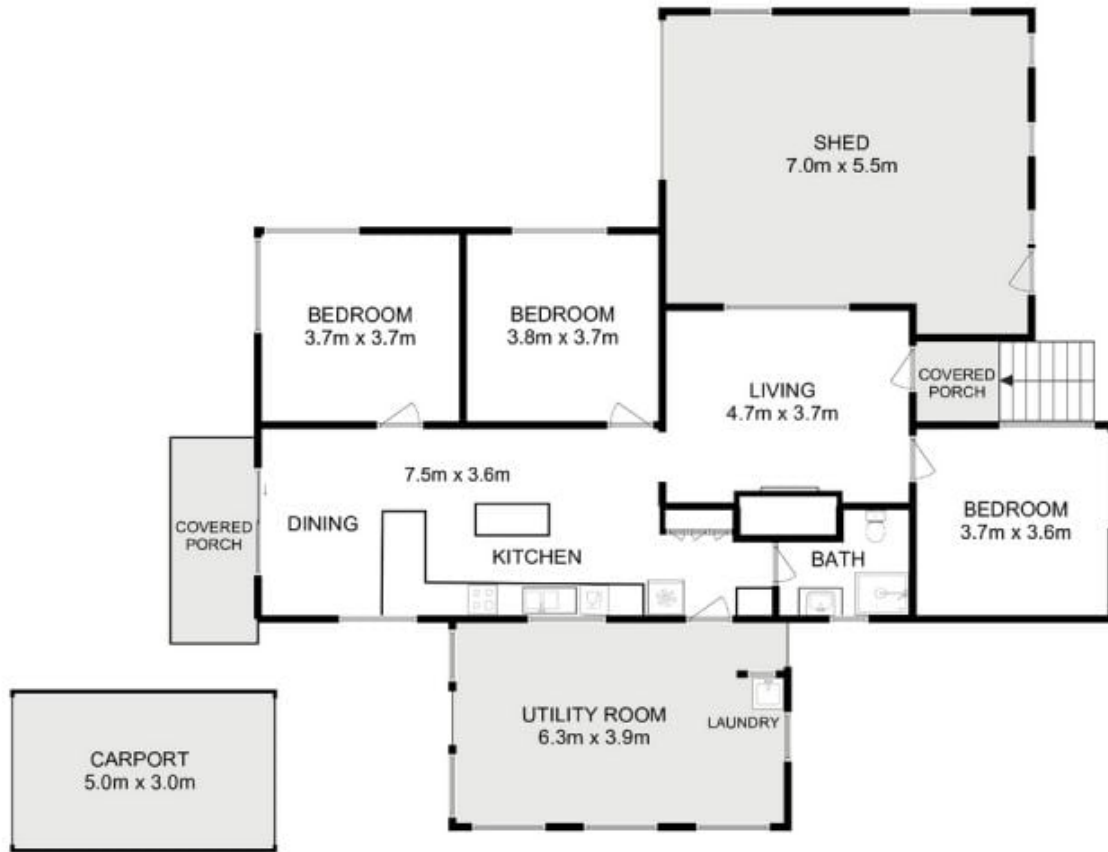 SHED
7.0m x 5.5m
BEDROOM
3.7m x 3.7m
BEDROOM
3.8m x 3.7m
LIVING
4.7m x 3.7m
COVERED
PORCH
7.5m x 3.6m
DINING
COVERED
PORCH
KITCHEN
BATH
BEDROOM
3.7m x 3.6m
UTILITY ROOM
6.3m x 3.9m
LAUNDRY
CARPORT
5.0m x 3.0m